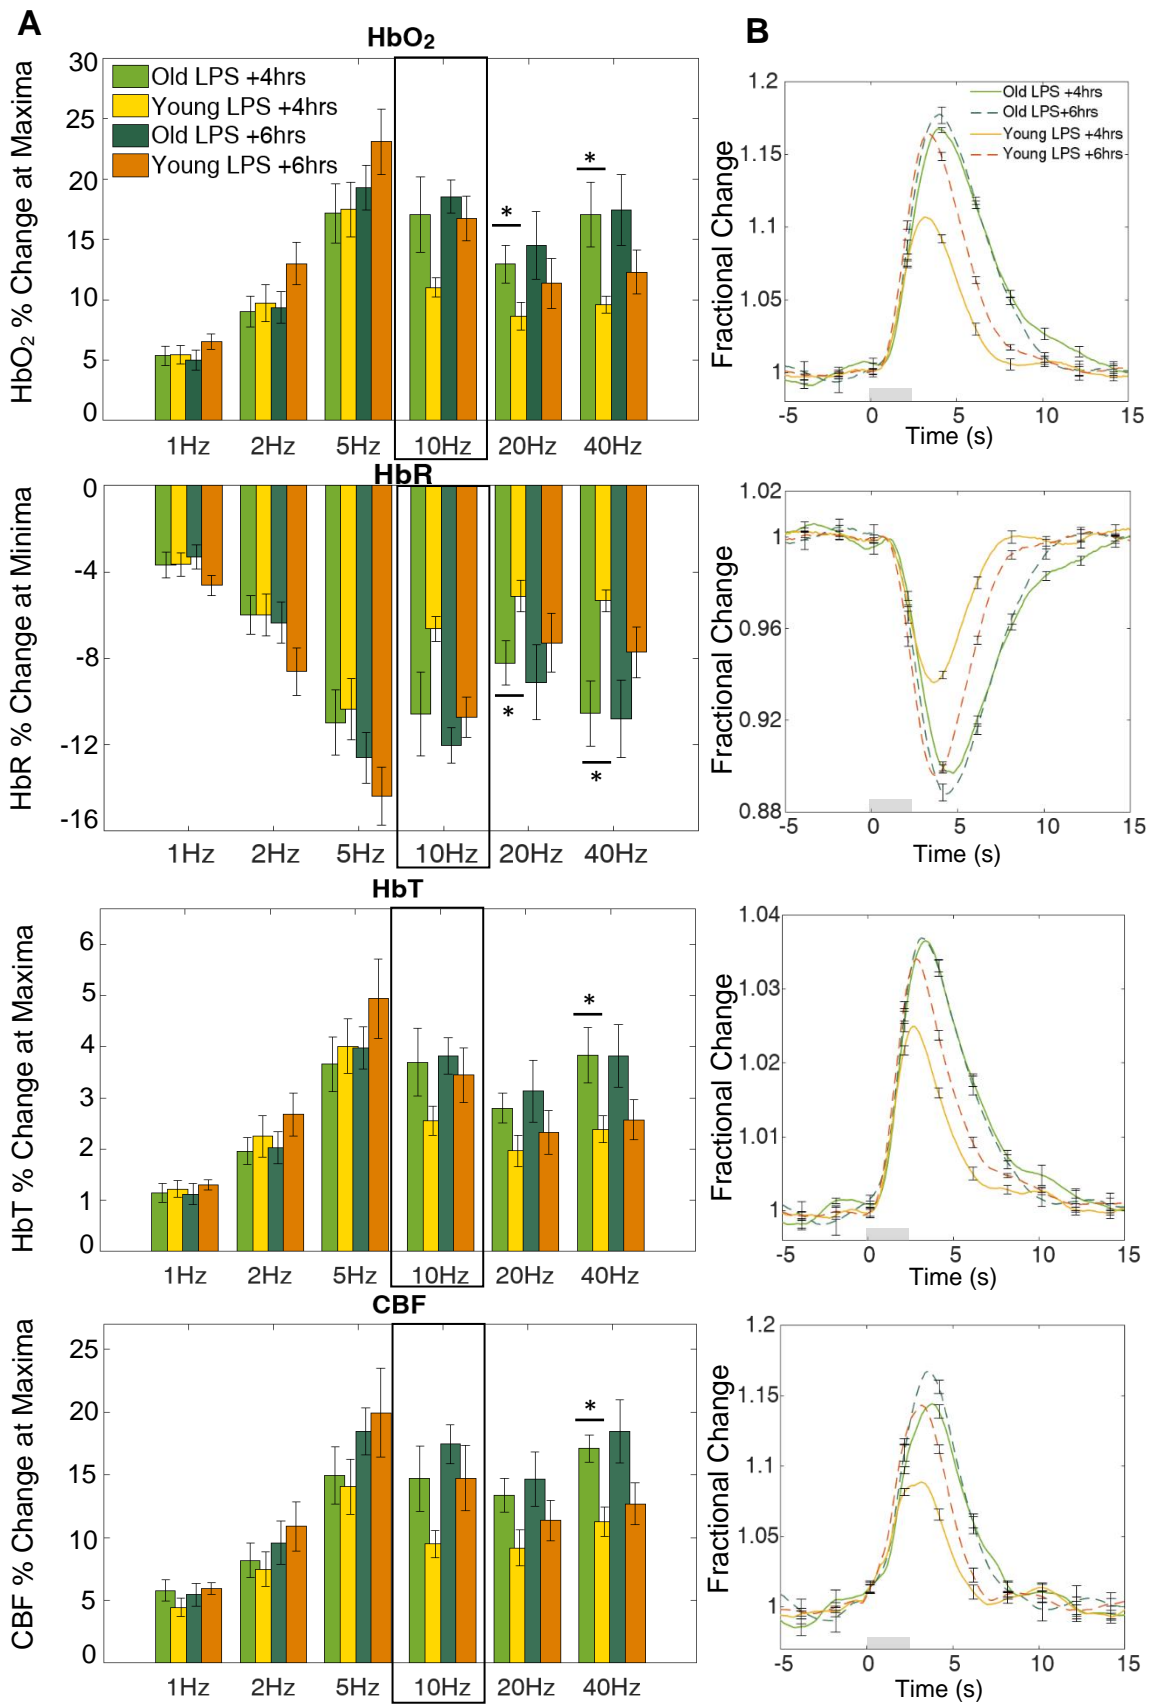 A
HbO2
HbO2 % Change at Maxima
30
25
20
15
10
5
0
Old LPS +4hrs
Young LPS +4hrs
Old LPS +6hrs
Young LPS +6hrs
*
*
1Hz 2Hz 5Hz 10Hz 20Hz 40Hz
HbR
HbR % Change at Minima
0
-4
-8
-12
-16
*
*
1Hz 2Hz 5Hz 10Hz 20Hz 40Hz
HbT
HbT % Change at Maxima
6
5
4
3
2
1
0
*
1Hz 2Hz 5Hz 10Hz 20Hz 40Hz
CBF
CBF % Change at Maxima
25
20
15
10
5
0
*
1Hz 2Hz 5Hz 10Hz 20Hz 40Hz
B
Fractional Change
1.2
1.15
1.1
1.05
1
Old LPS +4hrs
Old LPS+6hrs
Young LPS +4hrs
Young LPS +6hrs
-5 0 5 10 15
Time (s)
Fractional Change
1.02
1
0.96
0.92
0.88
-5 0 5 10 15
Time (s)
Fractional Change
1.04
1.03
1.02
1.01
1
-5 0 5 10 15
Time (s)
Fractional Change
1.2
1.15
1.1
1.05
1
-5 0 5 10 15
Time (s)